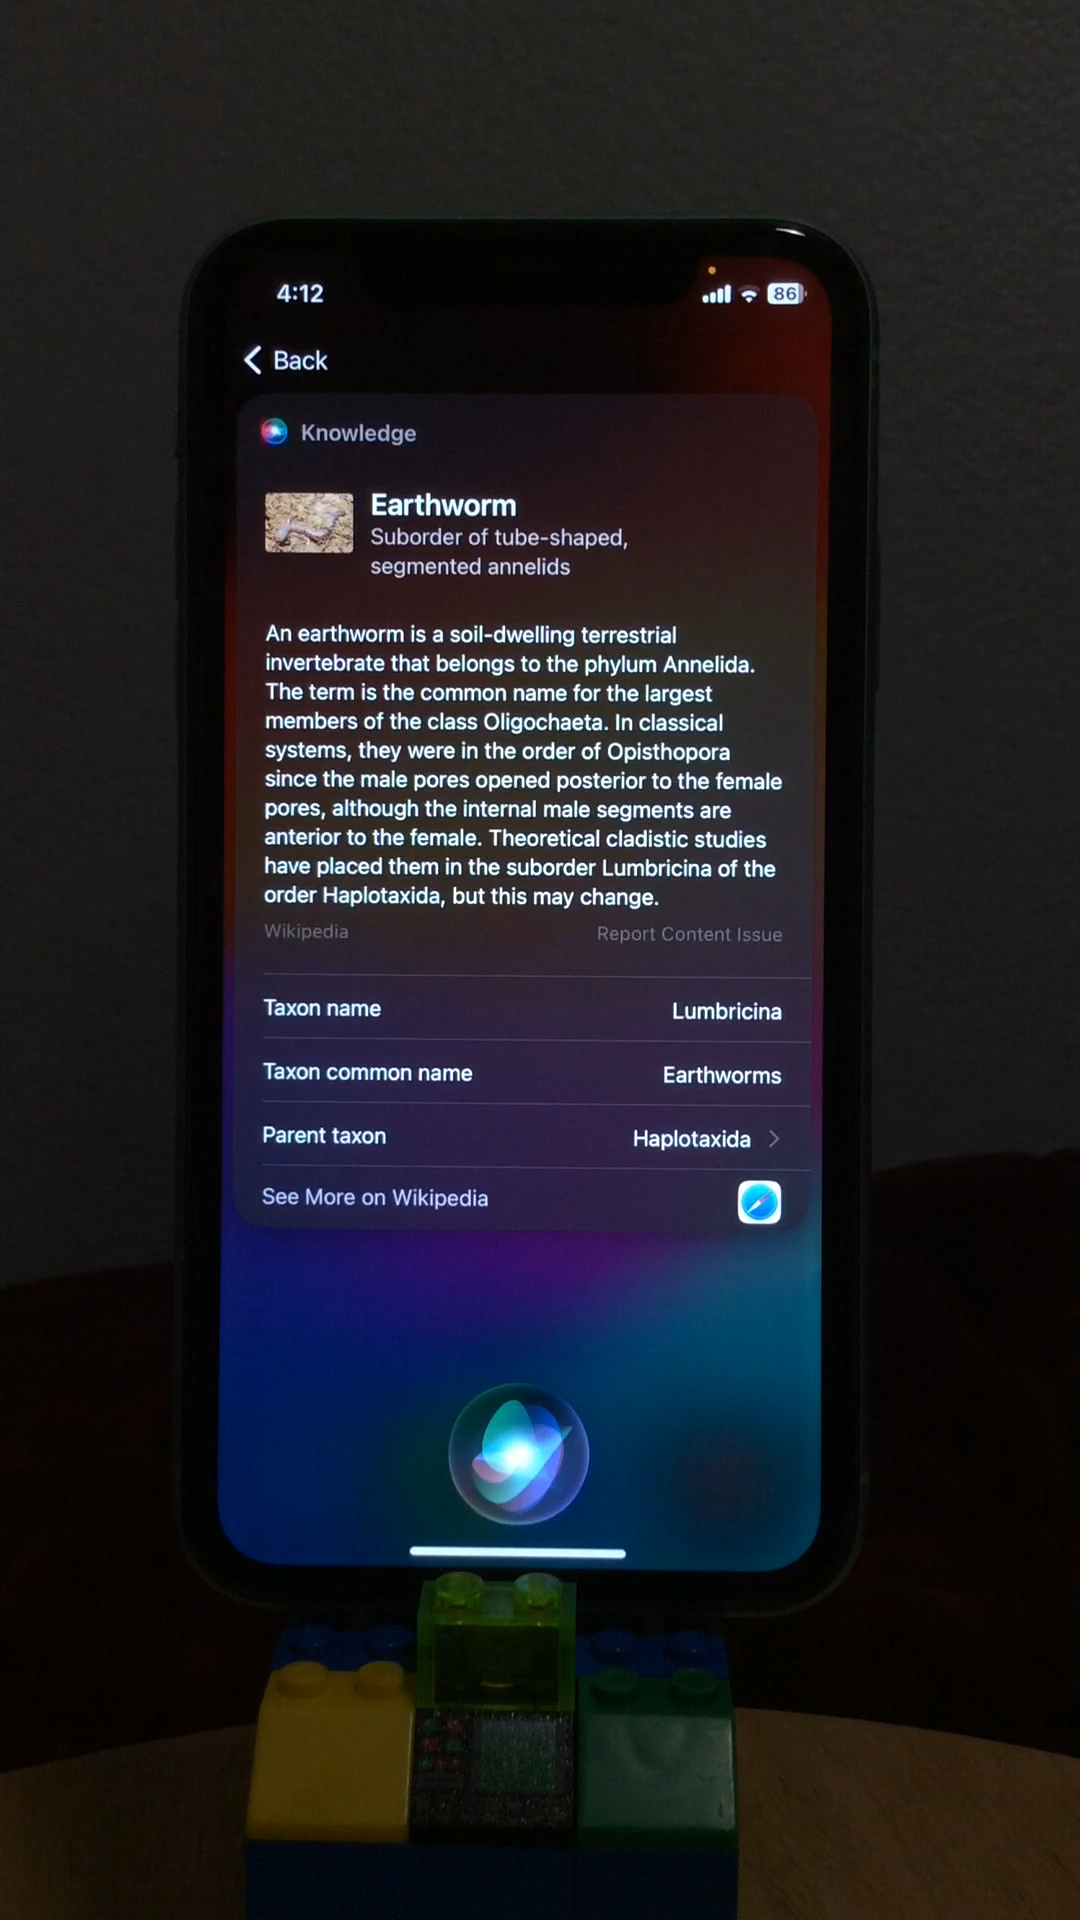 4:12
86
Back
Knowledge
Earthworm
Suborder of tube-shaped,
segmented annelids
An earthworm is a soil-dwelling terrestrial
invertebrate that belongs to the phylum Annelida.
The term is the common name for the largest
members of the class Oligochaeta. In classical
systems, they were in the order of Opisthopora
since the male pores opened posterior to the female
pores, although the internal male segments are
anterior to the female. Theoretical cladistic studies
have placed them in the suborder Lumbricina of the
order Haplotaxida, but this may change.
Wikipedia
Report Content Issue
Taxon name
Lumbricina
Taxon common name
Earthworms
Parent taxon
Haplotaxida
See More on Wikipedia